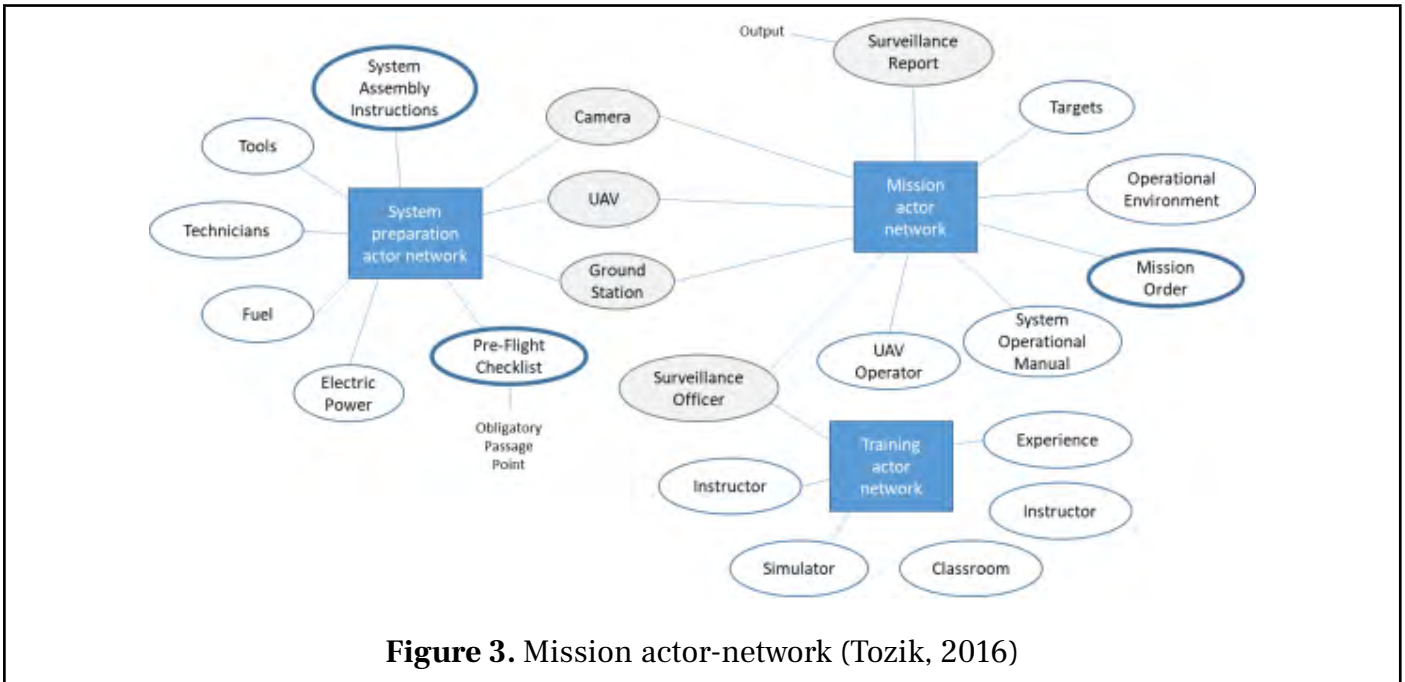 Output
Surveillance
Report
System
Assembly
Instructions
Camera
Targets
Tools
Mission
actor
network
Operational
Environment
UAV
System
preparation
actor network
Technicians
Ground
Station
Mission
Order
Fuel
System
Operational
Manual
Pre-Flight
Checklist
UAV
Operator
Electric
Power
Surveillance
Officer
Obligatory
Passage
Point
Training
actor
network
Experience
Instructor
Instructor
Simulator
Classroom
Figure 3. Mission actor-network (Tozik, 2016)